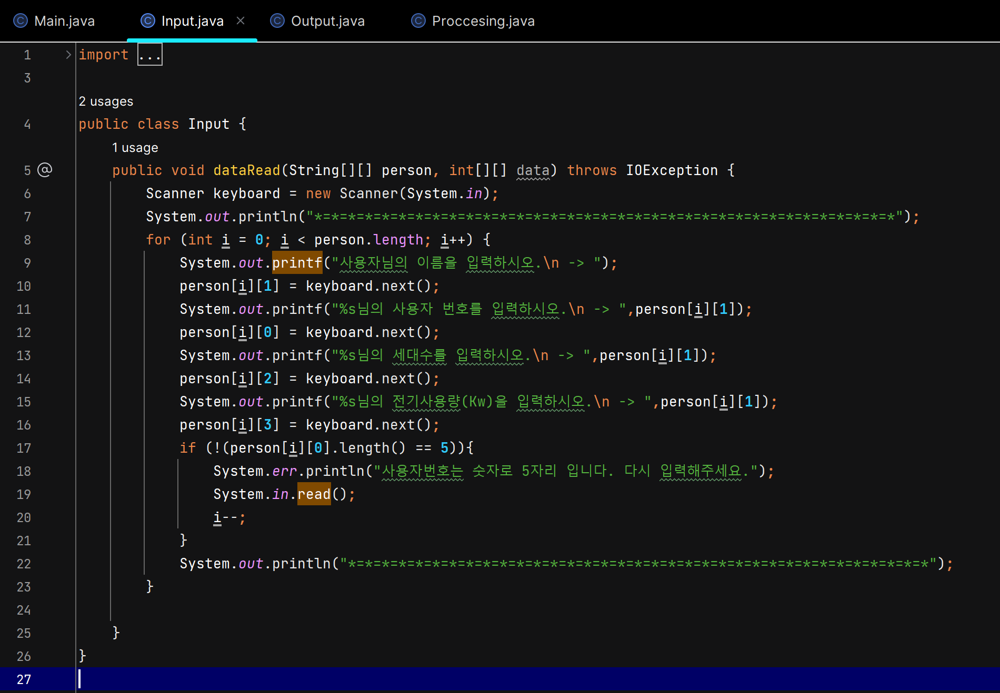 Main.java Input.java Output.java Proccesing.java
1 import ...
3
2 usages
4 public class Input {
1 usage
5 public void dataRead(String[][] person, int[][] data) throws IOException {
6 Scanner keyboard = new Scanner(System.in);
7 System.out.println("*=*=*=*=*=*=*=*=*=*=*=*=*=*=*=*=*=*=*=*=*=*=*=*=*=*=*=*=*=*=*=*=*=*=*");
8 for (int i = 0; i < person.length; i++) {
9 System.out.printf("사용자님의 이름을 입력하시오.\n -> ");
10 person[i][1] = keyboard.next();
11 System.out.printf("%s님의 사용자 번호를 입력하시오.\n -> ",person[i][1]);
12 person[i][0] = keyboard.next();
13 System.out.printf("%s님의 세대수를 입력하시오.\n -> ",person[i][1]);
14 person[i][2] = keyboard.next();
15 System.out.printf("%s님의 전기사용량(Kw)을 입력하시오.\n -> ",person[i][1]);
16 person[i][3] = keyboard.next();
17 if (!(person[i][0].length() == 5)){
18 System.err.println("사용자번호는 숫자로 5자리 입니다. 다시 입력해주세요.");
19 System.in.read();
20 i--;
21 }
22 System.out.println("*=*=*=*=*=*=*=*=*=*=*=*=*=*=*=*=*=*=*=*=*=*=*=*=*=*=*=*=*=*=*=*=*=*=*");
23 }
24
25 }
26 }
27